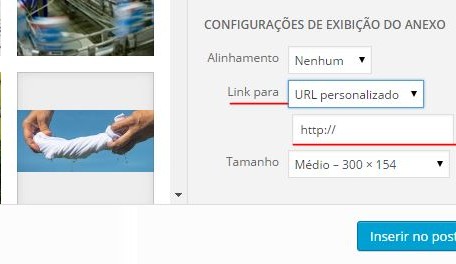 CONFIGURAÇÕES DE EXIBIÇÃO DO ANEXO
Alinhamento Nenhum
Link para URL personalizado
http://
Tamanho Médio – 300 × 154
Inserir no post